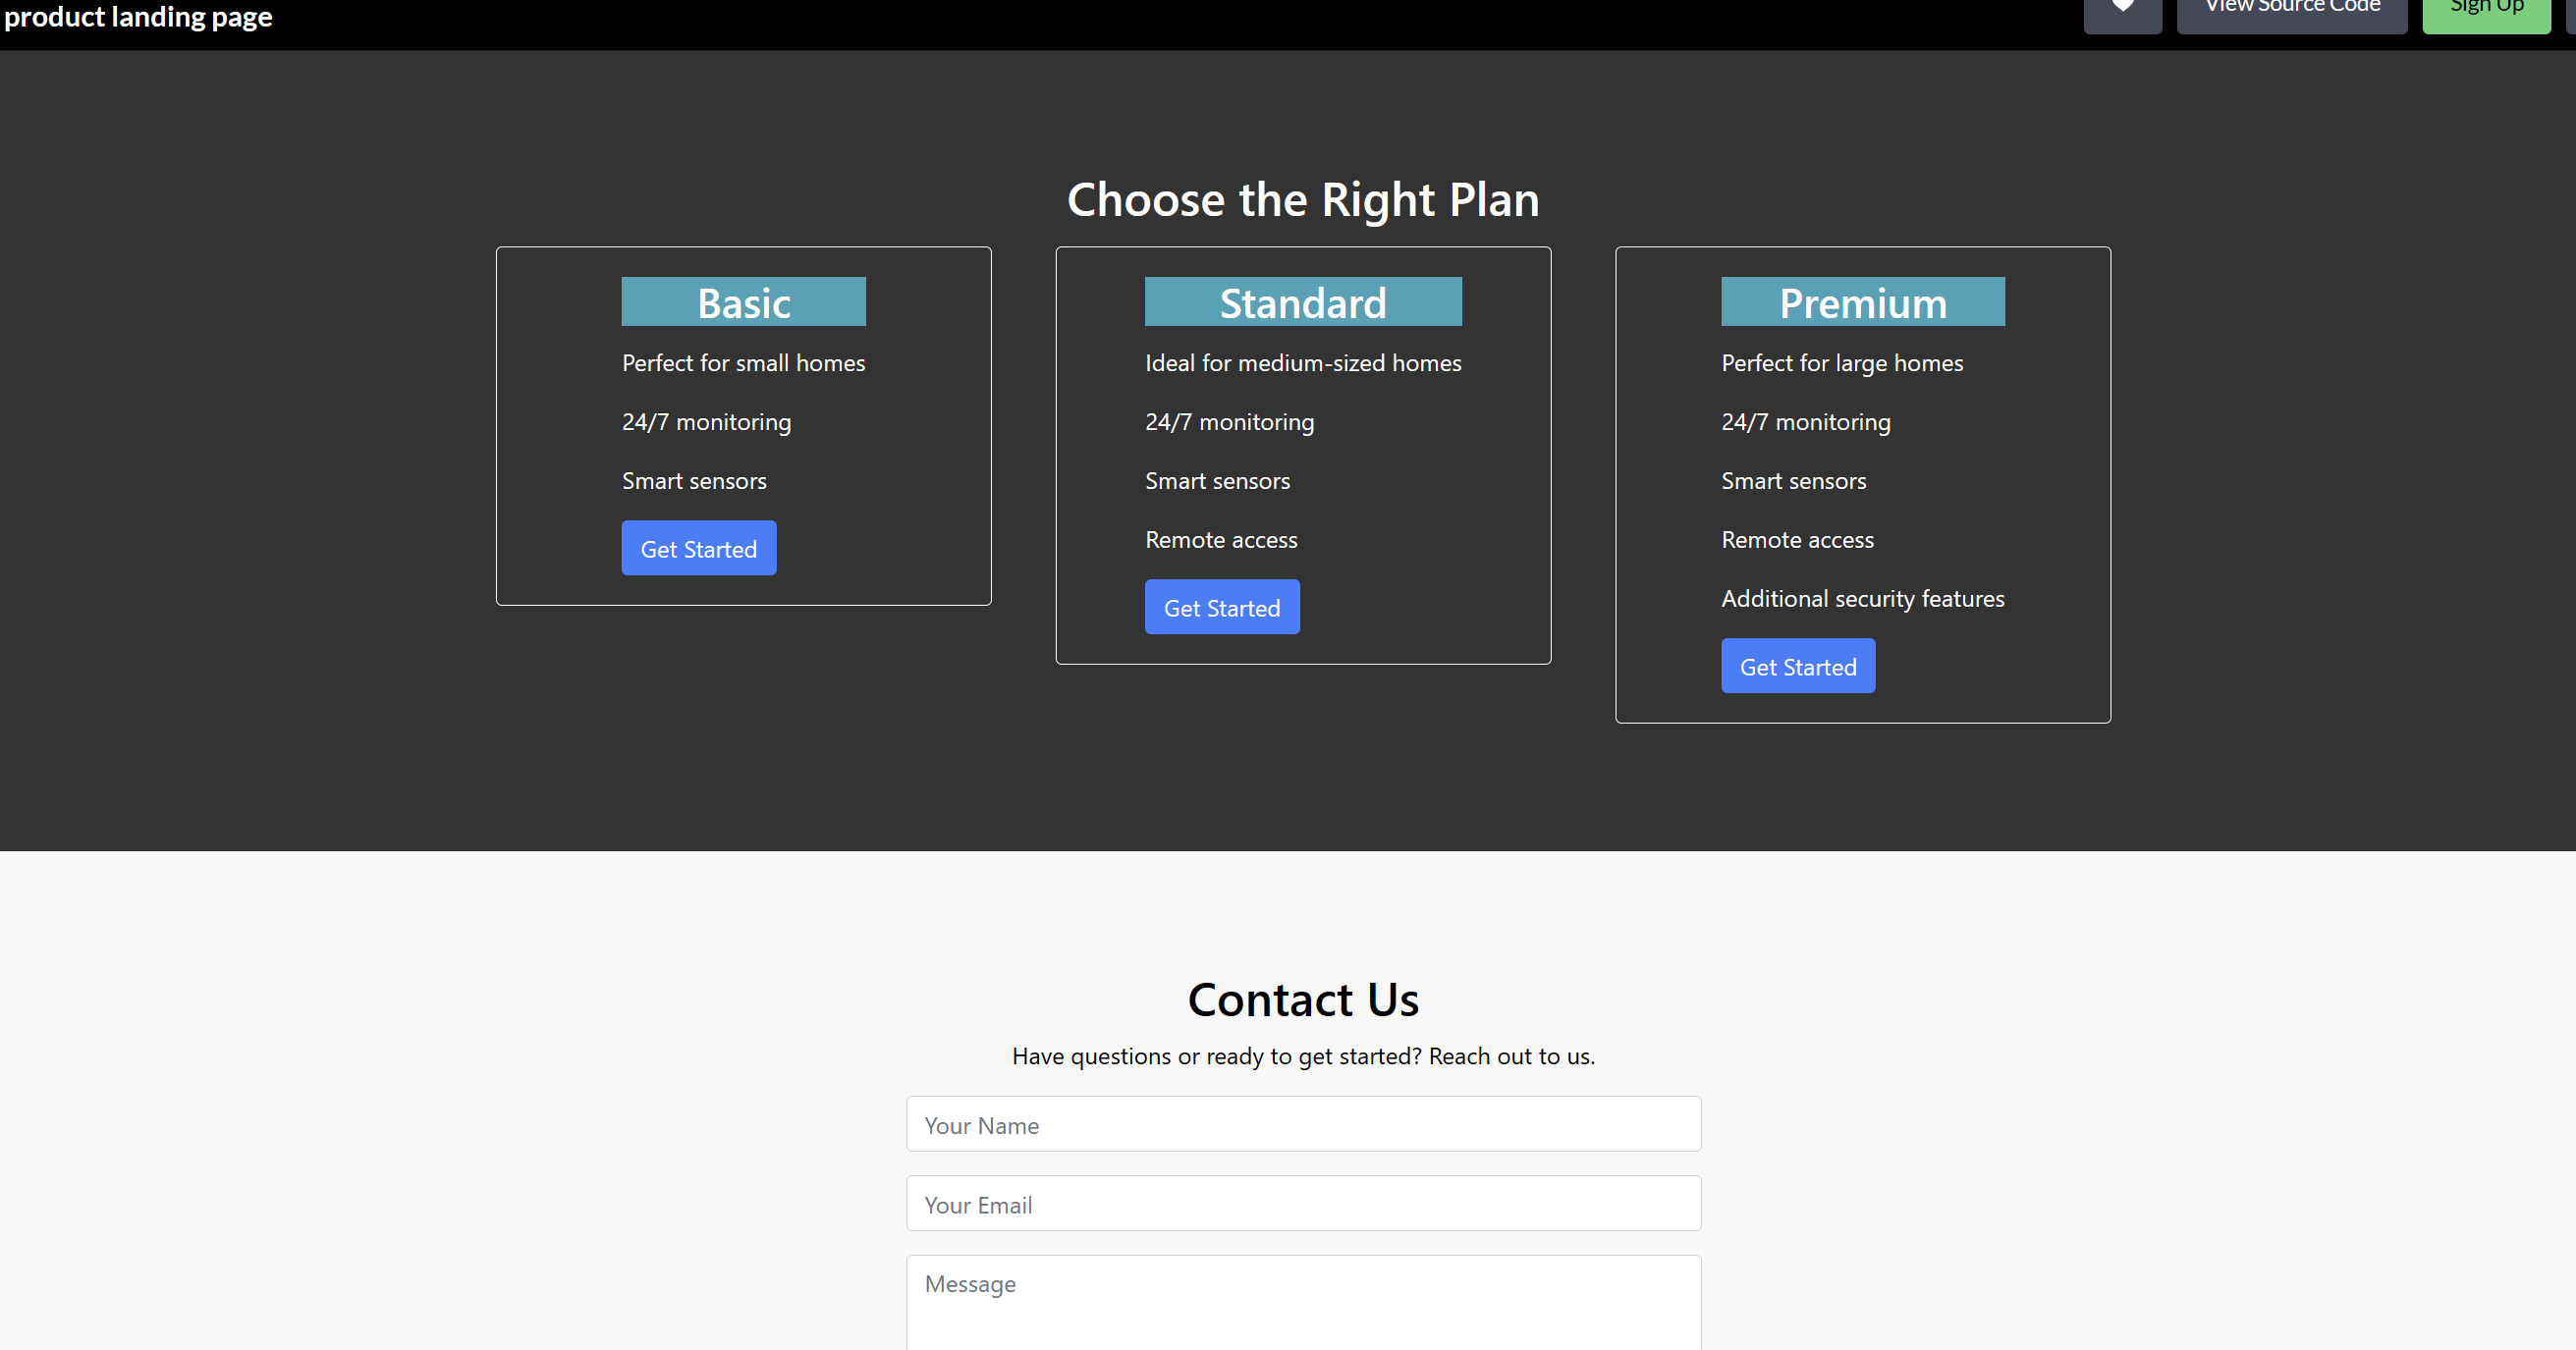 product landing page
View Source Code
Sign Up
Choose the Right Plan
Basic
Perfect for small homes
24/7 monitoring
Smart sensors
Get Started
Standard
Ideal for medium-sized homes
24/7 monitoring
Smart sensors
Remote access
Get Started
Premium
Perfect for large homes
24/7 monitoring
Smart sensors
Remote access
Additional security features
Get Started
Contact Us
Have questions or ready to get started? Reach out to us.
Your Name
Your Email
Message